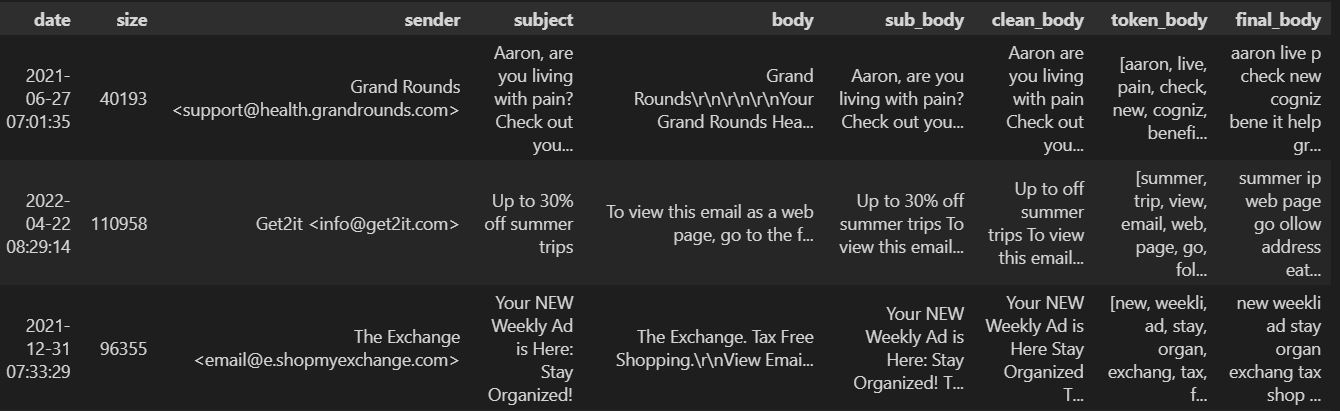 date size sender subject body sub_body clean_body token_body final_body
2021-06-27 07:01:35
40193
Grand Rounds
<support@health.grandrounds.com>
Aaron, are
you living
with pain?
Check out
you...
Grand
Rounds\r\n\r\n\r\nYour
Grand Rounds Hea...
Aaron, are you
living with pain?
Check out you...
Aaron are
you living
with pain
Check out
you...
[aaron, live,
pain, check,
new, cogniz,
benefi...
aaron live p
check new
cogniz
bene it help
gr...
2022-04-22 08:29:14
110958
Get2it <info@get2it.com>
Up to 30%
off summer
trips
To view this email as a web
page, go to the f...
Up to 30% off
summer trips To
view this email...
Up to off
summer
trips To view
this email...
[summer,
trip, view,
email, web,
page, go,
fol...
summer ip
web page
go ollow
address
eat...
2021-12-31 07:33:29
96355
The Exchange
<email@e.shopmyexchange.com>
Your NEW
Weekly Ad
is Here:
Stay
Organized!
The Exchange. Tax Free
Shopping.\r\nView Emai...
Your NEW
Weekly Ad is
Here: Stay
Organized! T...
Your NEW
Weekly Ad is
Here Stay
Organized
T...
[new, weekli,
ad, stay,
organ,
exchang, tax,
f...
new weekli
ad stay
organ
exchang tax
shop ...